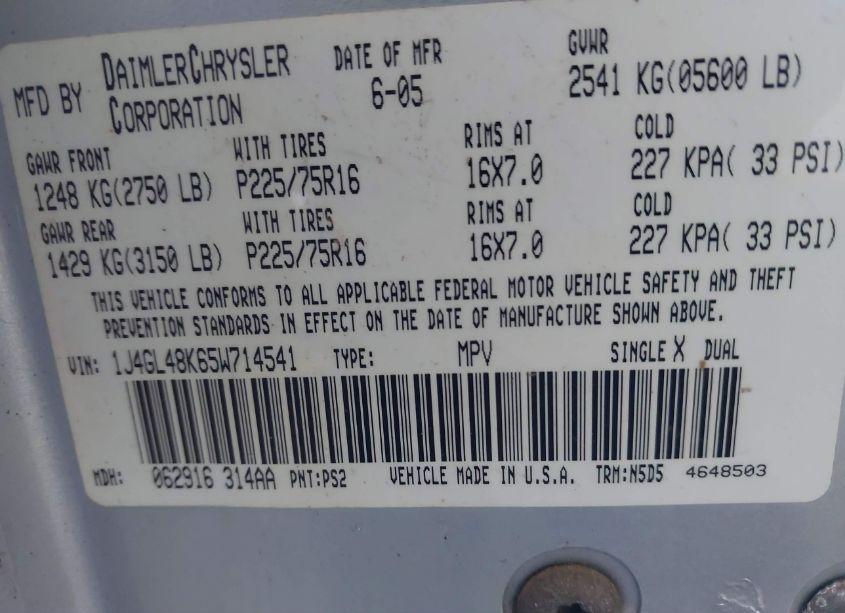 MFD BY DAIMLERCHRYSLER CORPORATION DATE OF MFR 6-05 GVWR 2541 KG(05600 LB)
GAWR FRONT WITH TIRES RIMS AT COLD
1248 KG(2750 LB) P225/75R16 16X7.0 227 KPA( 33 PSI)
GAWR REAR WITH TIRES RIMS AT COLD
1429 KG(3150 LB) P225/75R16 16X7.0 227 KPA( 33 PSI)
THIS VEHICLE CONFORMS TO ALL APPLICABLE FEDERAL MOTOR VEHICLE SAFETY AND THEFT
PREVENTION STANDARDS IN EFFECT ON THE DATE OF MANUFACTURE SHOWN ABOVE.
VIN: 1J4GL48K65W714541 TYPE: MPV SINGLE X DUAL
MDH: 062916 314AA PNT:PS2 VEHICLE MADE IN U.S.A. TRM:N5D5 4648503